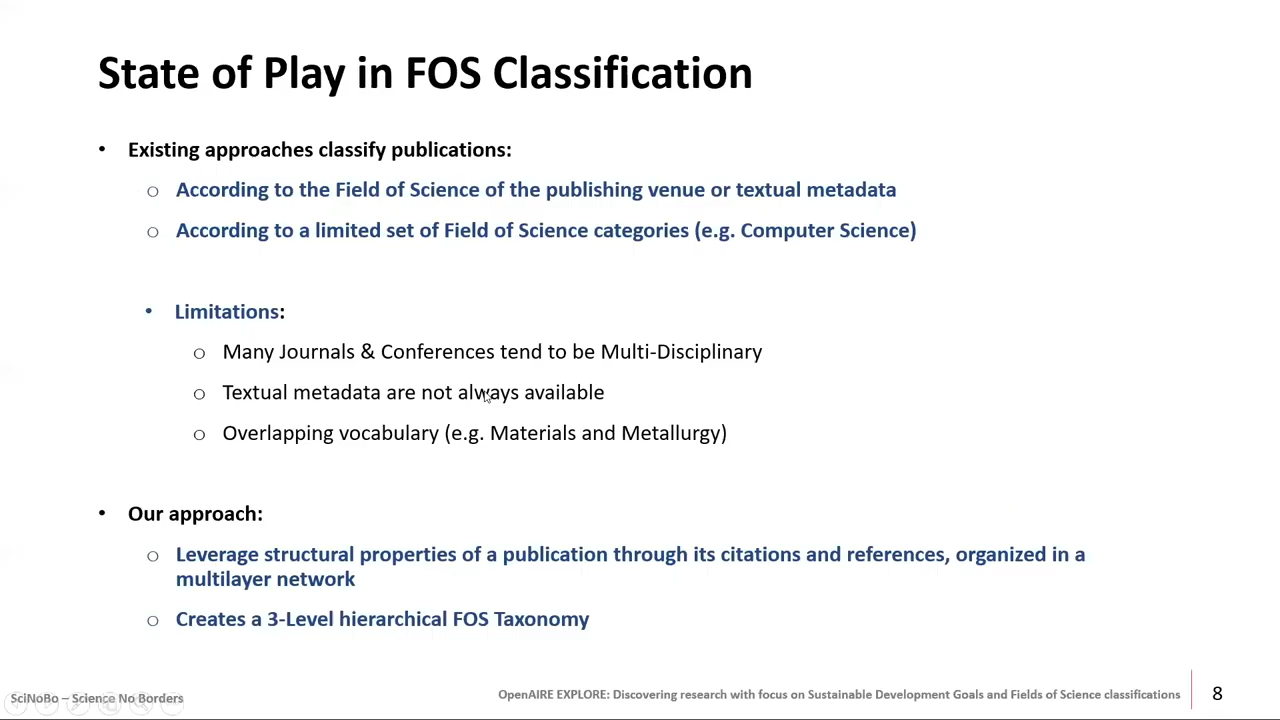 State of Play in FOS Classification
• Existing approaches classify publications:
o According to the Field of Science of the publishing venue or textual metadata
o According to a limited set of Field of Science categories (e.g. Computer Science)
• Limitations:
o Many Journals & Conferences tend to be Multi-Disciplinary
o Textual metadata are not always available
o Overlapping vocabulary (e.g. Materials and Metallurgy)
• Our approach:
o Leverage structural properties of a publication through its citations and references, organized in a
multilayer network
o Creates a 3-Level hierarchical FOS Taxonomy
SciNoBo – Science No Borders
OpenAIRE EXPLORE: Discovering research with focus on Sustainable Development Goals and Fields of Science classifications
8